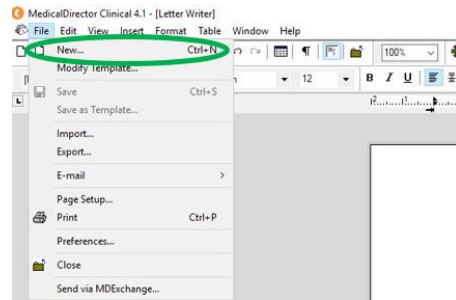 MedicalDirector Clinical 4.1 - [Letter Writer]
File Edit View Insert Format Table Window Help
New... Ctrl+N
100%
Modify Template...
12 B I U
Save Ctrl+S
Save as Template...
Import...
Export...
E-mail
Page Setup...
Print Ctrl+P
Preferences...
Close
Send via MDExchange...